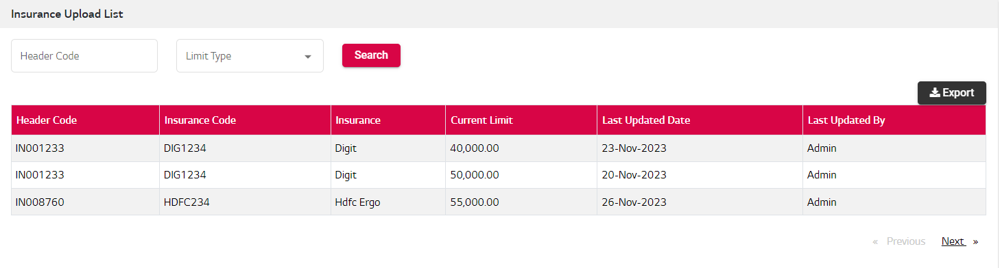 Insurance Upload List
Header Code Limit Type Search
Export
Header Code Insurance Code Insurance Current Limit Last Updated Date Last Updated By
IN001233 DIG1234 Digit 40,000.00 23-Nov-2023 Admin
IN001233 DIG1234 Digit 50,000.00 20-Nov-2023 Admin
IN008760 HDFC234 Hdfc Ergo 55,000.00 26-Nov-2023 Admin
« Previous Next »